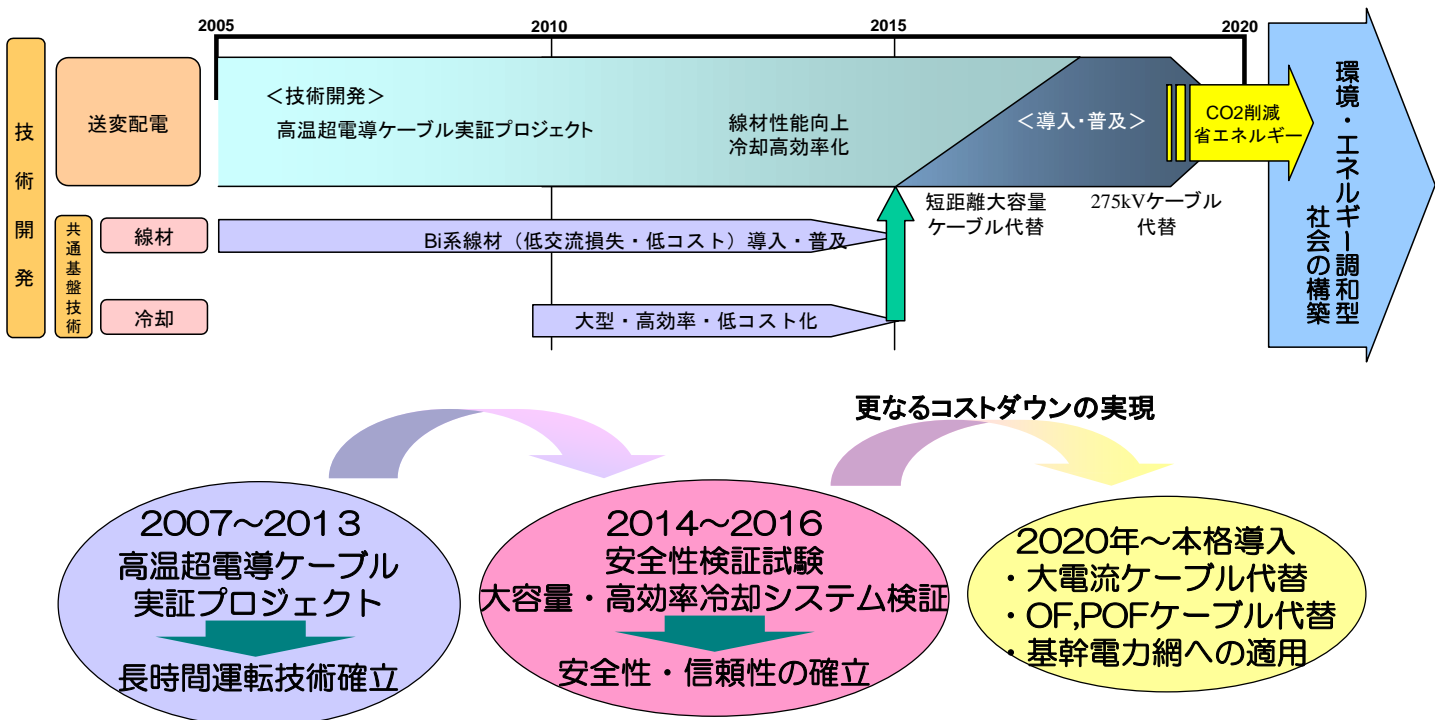 2005
2010
2015
2020
技術開発
送変配電
＜技術開発＞
高温超電導ケーブル実証プロジェクト
線材性能向上
冷却高効率化
＜導入・普及＞
CO2削減
省エネルギー
環境・エネルギー調和型
社会の構築
短距離大容量
ケーブル代替
275kVケーブル
代替
共通基盤技術
線材
Bi系線材（低交流損失・低コスト）導入・普及
冷却
大型・高効率・低コスト化
更なるコストダウンの実現
2007～2013
高温超電導ケーブル
実証プロジェクト
長時間運転技術確立
2014～2016
安全性検証試験
大容量・高効率冷却システム検証
安全性・信頼性の確立
2020年～本格導入
・大電流ケーブル代替
・OF,POFケーブル代替
・基幹電力網への適用